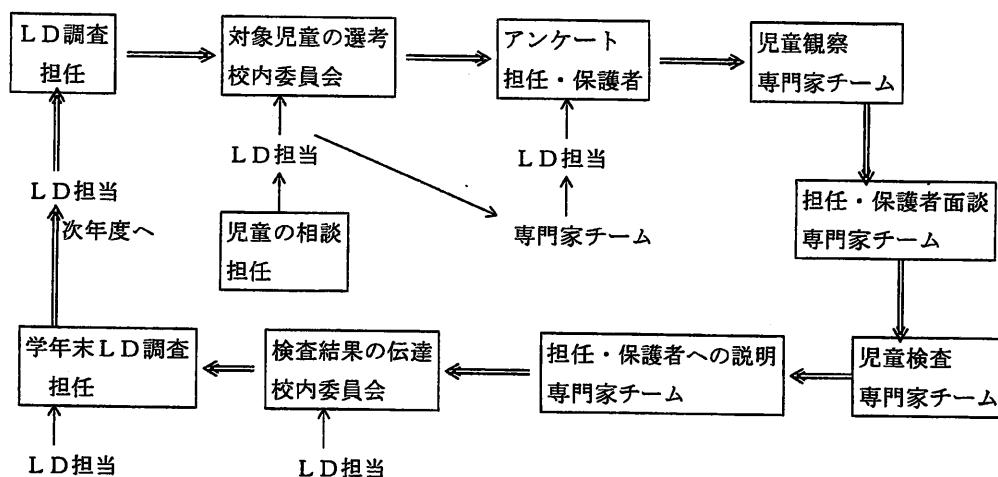 ＬＤ調査
担任
対象児童の選考
校内委員会
アンケート
担任・保護者
児童観察
専門家チーム
ＬＤ担当
ＬＤ担当
ＬＤ担当
次年度へ
児童の相談
担任
専門家チーム
担任・保護者面談
専門家チーム
学年末ＬＤ調査
担任
検査結果の伝達
校内委員会
担任・保護者への説明
専門家チーム
児童検査
専門家チーム
ＬＤ担当
ＬＤ担当